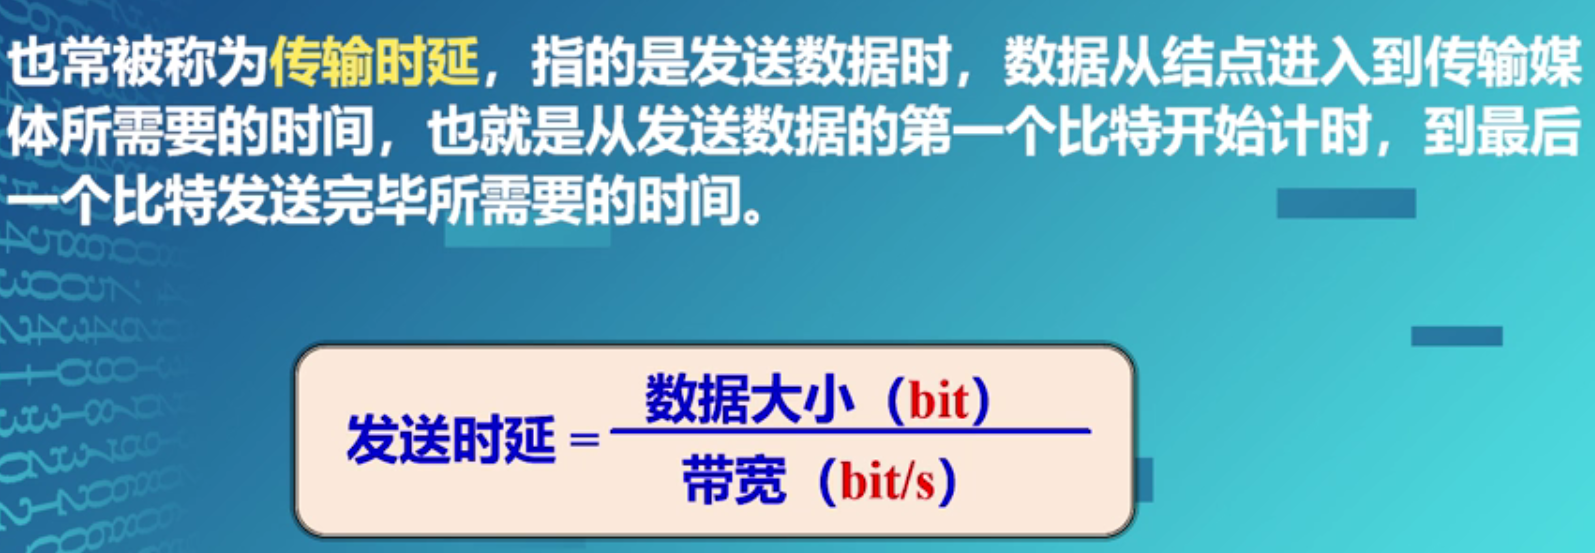 也常被称为传输时延，指的是发送数据时，数据从结点进入到传输媒
体所需要的时间，也就是从发送数据的第一个比特开始计时，到最后
一个比特发送完毕所需要的时间。
数据大小（bit）
发送时延 =
带宽（bit/s）